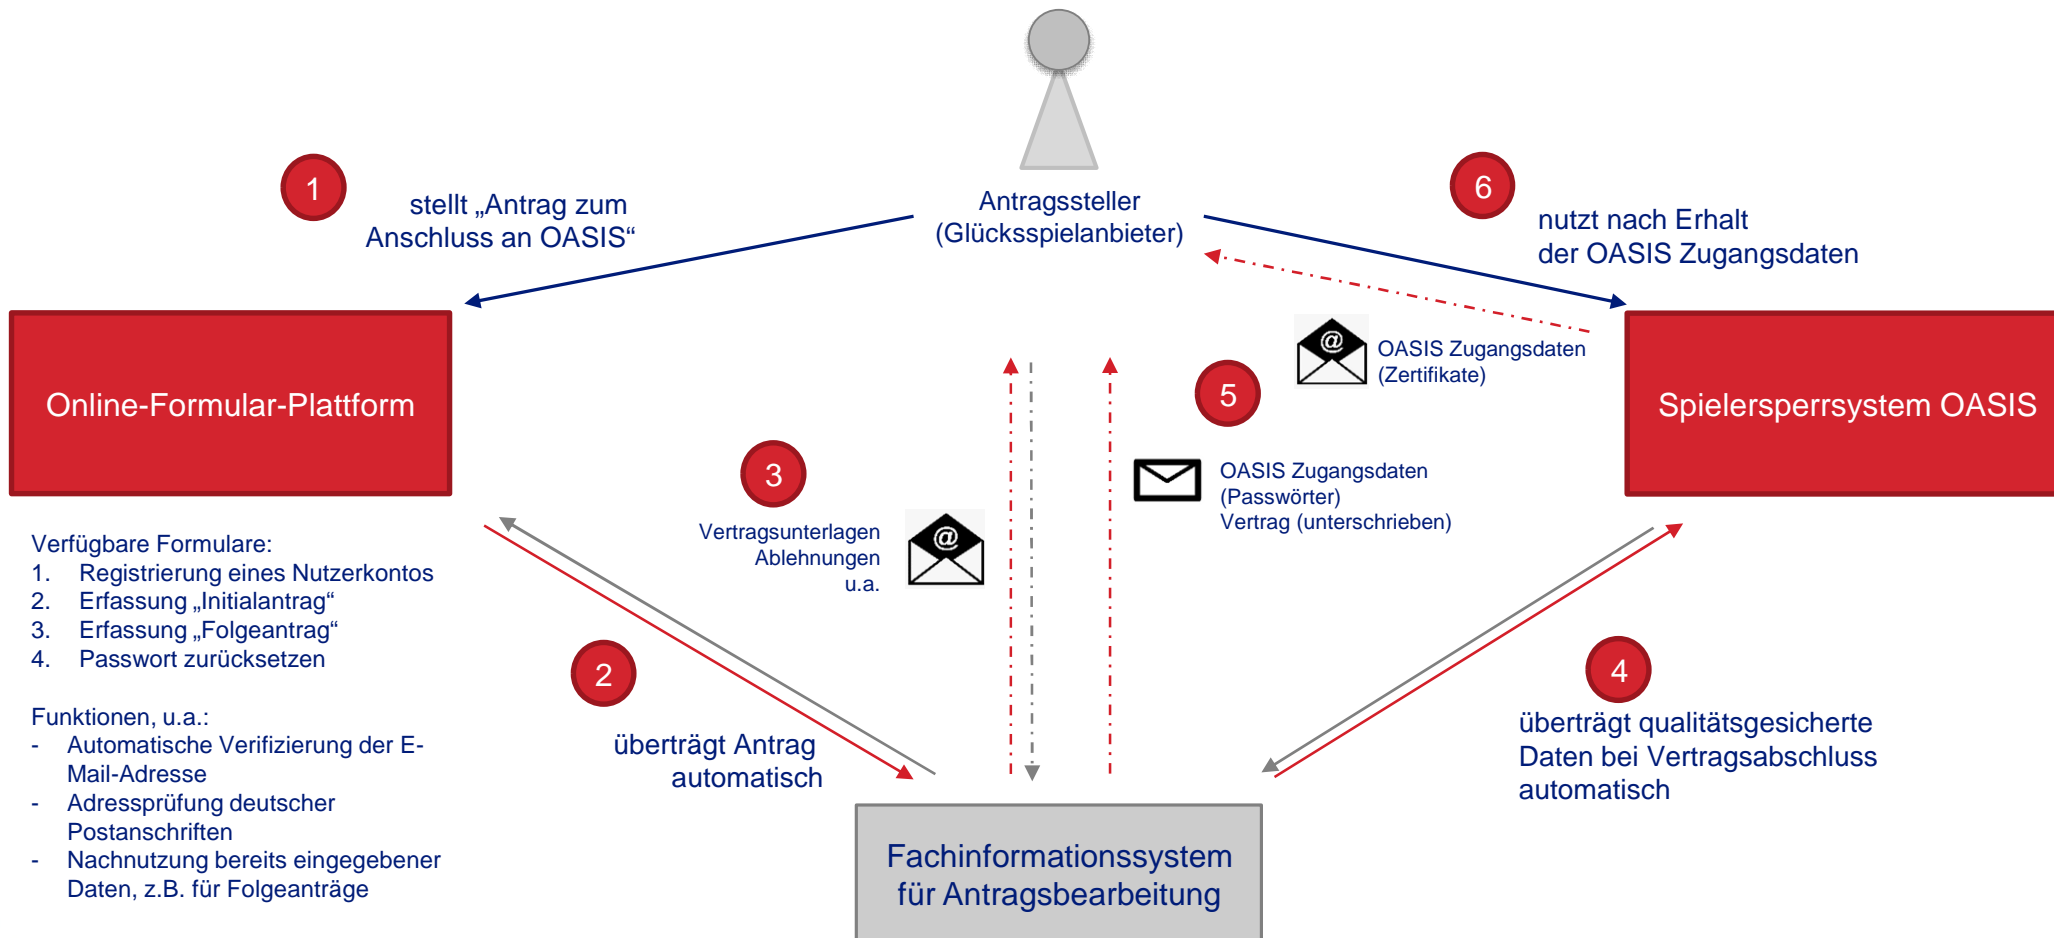 1
stellt „Antrag zum
Anschluss an OASIS“
Antragssteller
(Glücksspielanbieter)
6
nutzt nach Erhalt
der OASIS Zugangsdaten
Online-Formular-Plattform
@
OASIS Zugangsdaten
(Zertifikate)
Spielersperrsystem OASIS
5
OASIS Zugangsdaten
(Passwörter)
Vertrag (unterschrieben)
3
Vertragsunterlagen
Ablehnungen
u.a.
@
Verfügbare Formulare:
1. Registrierung eines Nutzerkontos
2. Erfassung „Initialantrag“
3. Erfassung „Folgeantrag“
4. Passwort zurücksetzen
Funktionen, u.a.:
- Automatische Verifizierung der E-
Mail-Adresse
- Adressprüfung deutscher
Postanschriften
- Nachnutzung bereits eingegebener
Daten, z.B. für Folgeanträge
2
überträgt Antrag
automatisch
4
überträgt qualitätsgesicherte
Daten bei Vertragsabschluss
automatisch
Fachinformationssystem
für Antragsbearbeitung